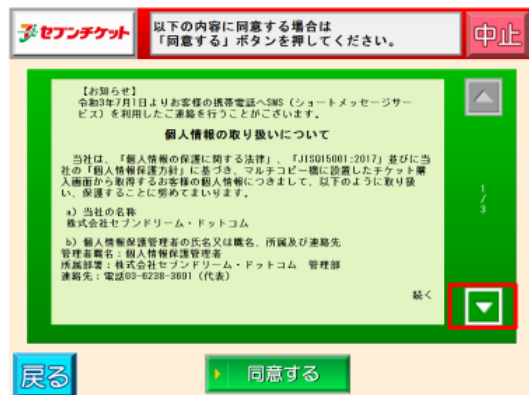 セブンチケット
以下の内容に同意する場合は
「同意する」ボタンを押してください。
中止
【お知らせ】
令和3年7月1日よりお客様の携帯電話へSMS（ショートメッセージサー
ビス）を利用したご連絡を行うことがございます。
個人情報の取り扱いについて
当社は、「個人情報の保護に関する法律」、「JISQ15001:2017」並びに当
社の「個人情報保護方針」に基づき、マルチコピー機に設置したチケット購
入画面から取得するお客様の個人情報につきまして、以下のように取り扱
い、保護することに努めてまいります。
a）当社の名称
株式会社セブンドリーム・ドットコム
b）個人情報保護管理者の氏名又は職名、所属及び連絡先
管理者職名：個人情報保護管理者
所属部署：株式会社セブンドリーム・ドットコム 管理部
連絡先：電話03-6238-3691（代表）
続く
1/3
戻る
同意する